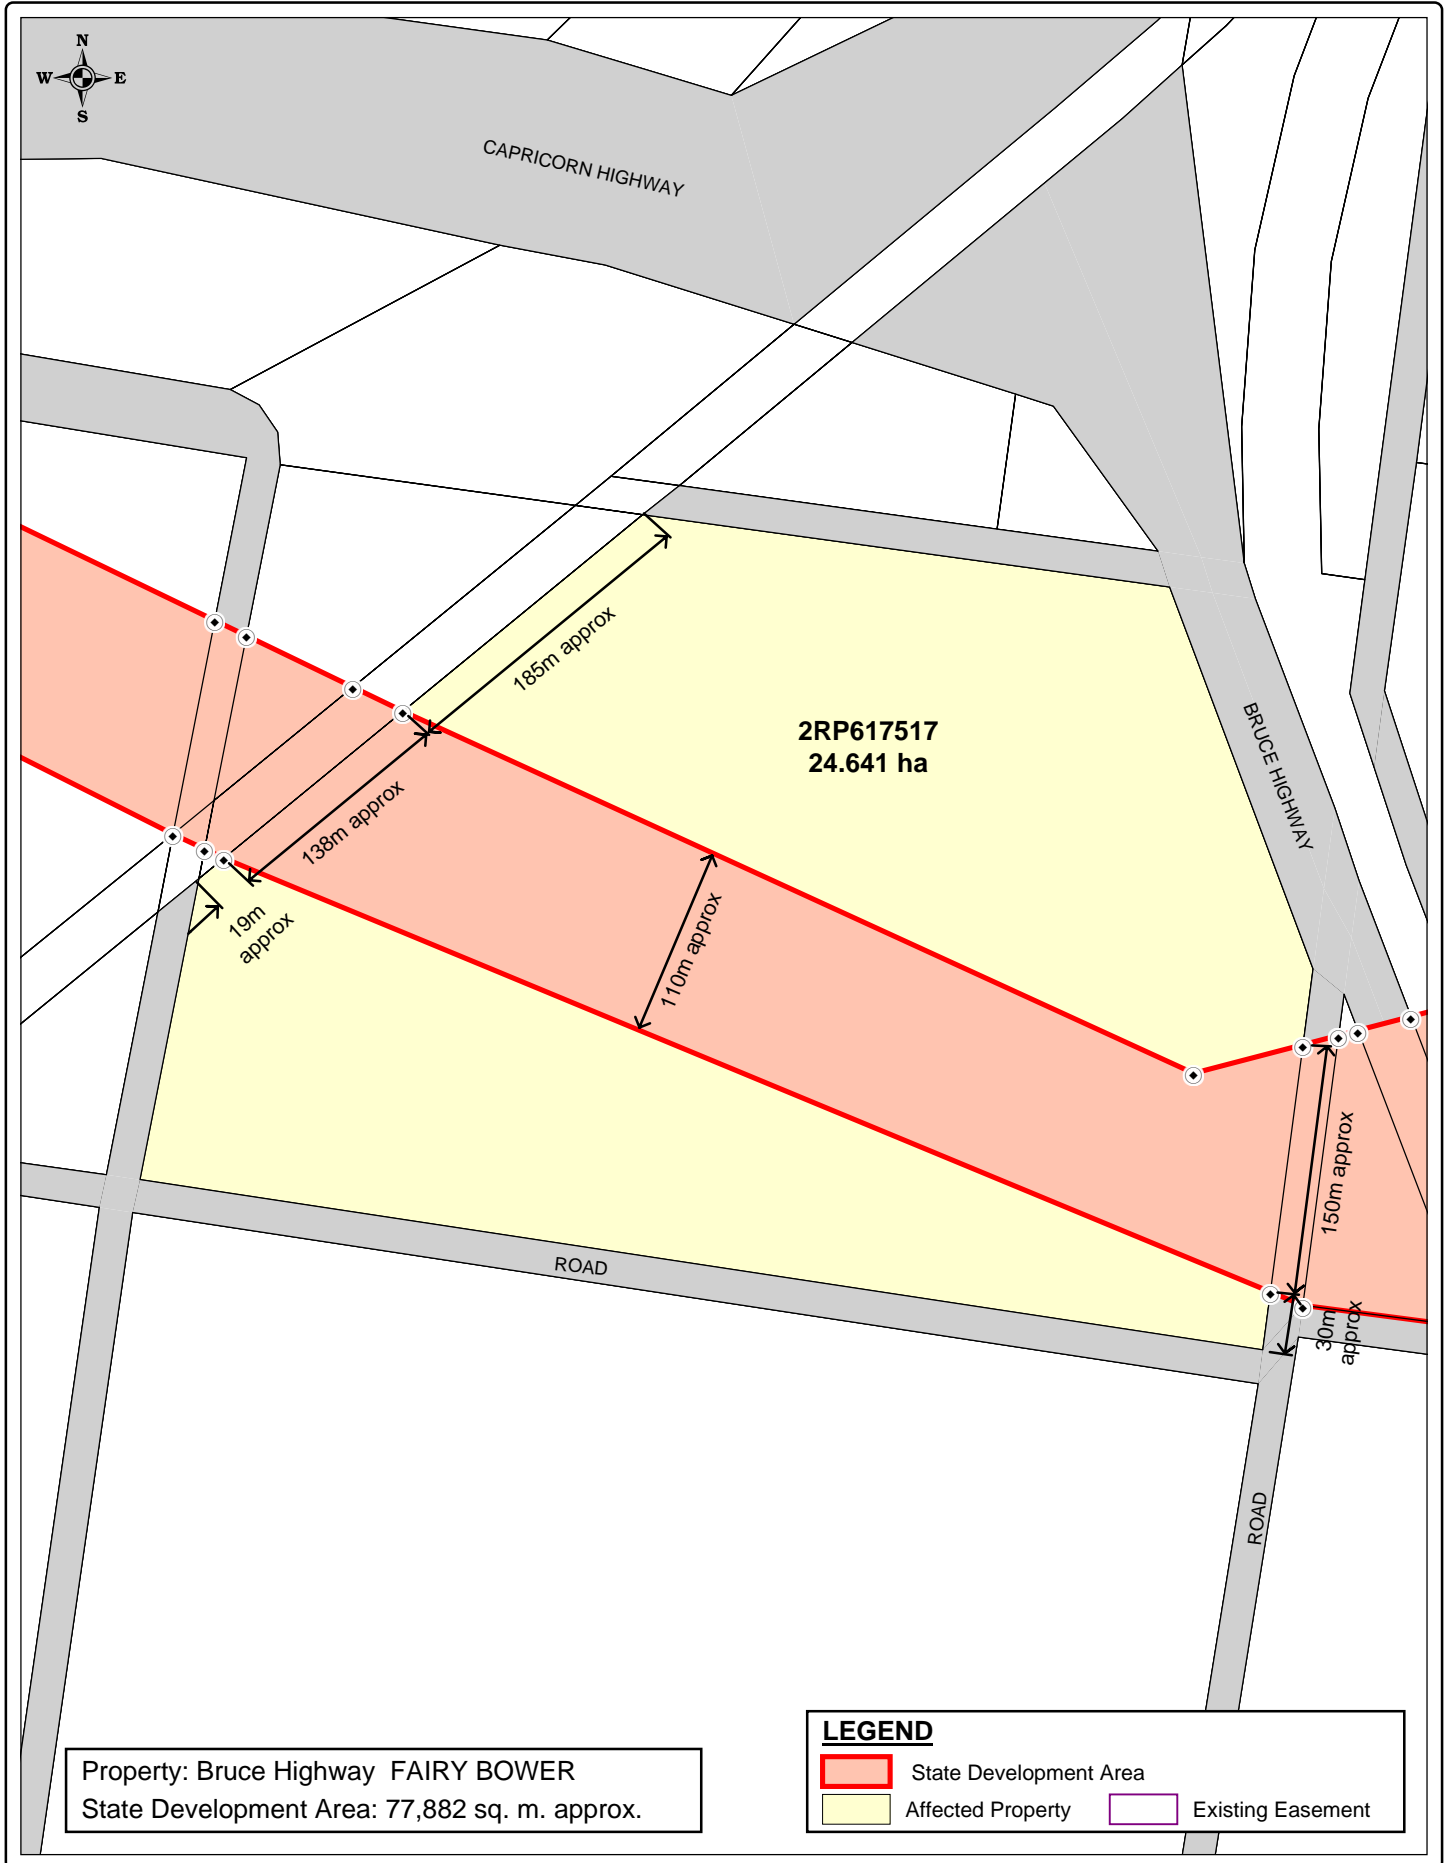 N
W E
S
CAPRICORN HIGHWAY
185m approx
2RP617517
24.641 ha
BRUCE HIGHWAY
138m approx
19m
approx
110m approx
150m approx
30m
approx
ROAD
ROAD
Property: Bruce Highway FAIRY BOWER
State Development Area: 77,882 sq. m. approx.
LEGEND
State Development Area
Affected Property
Existing Easement